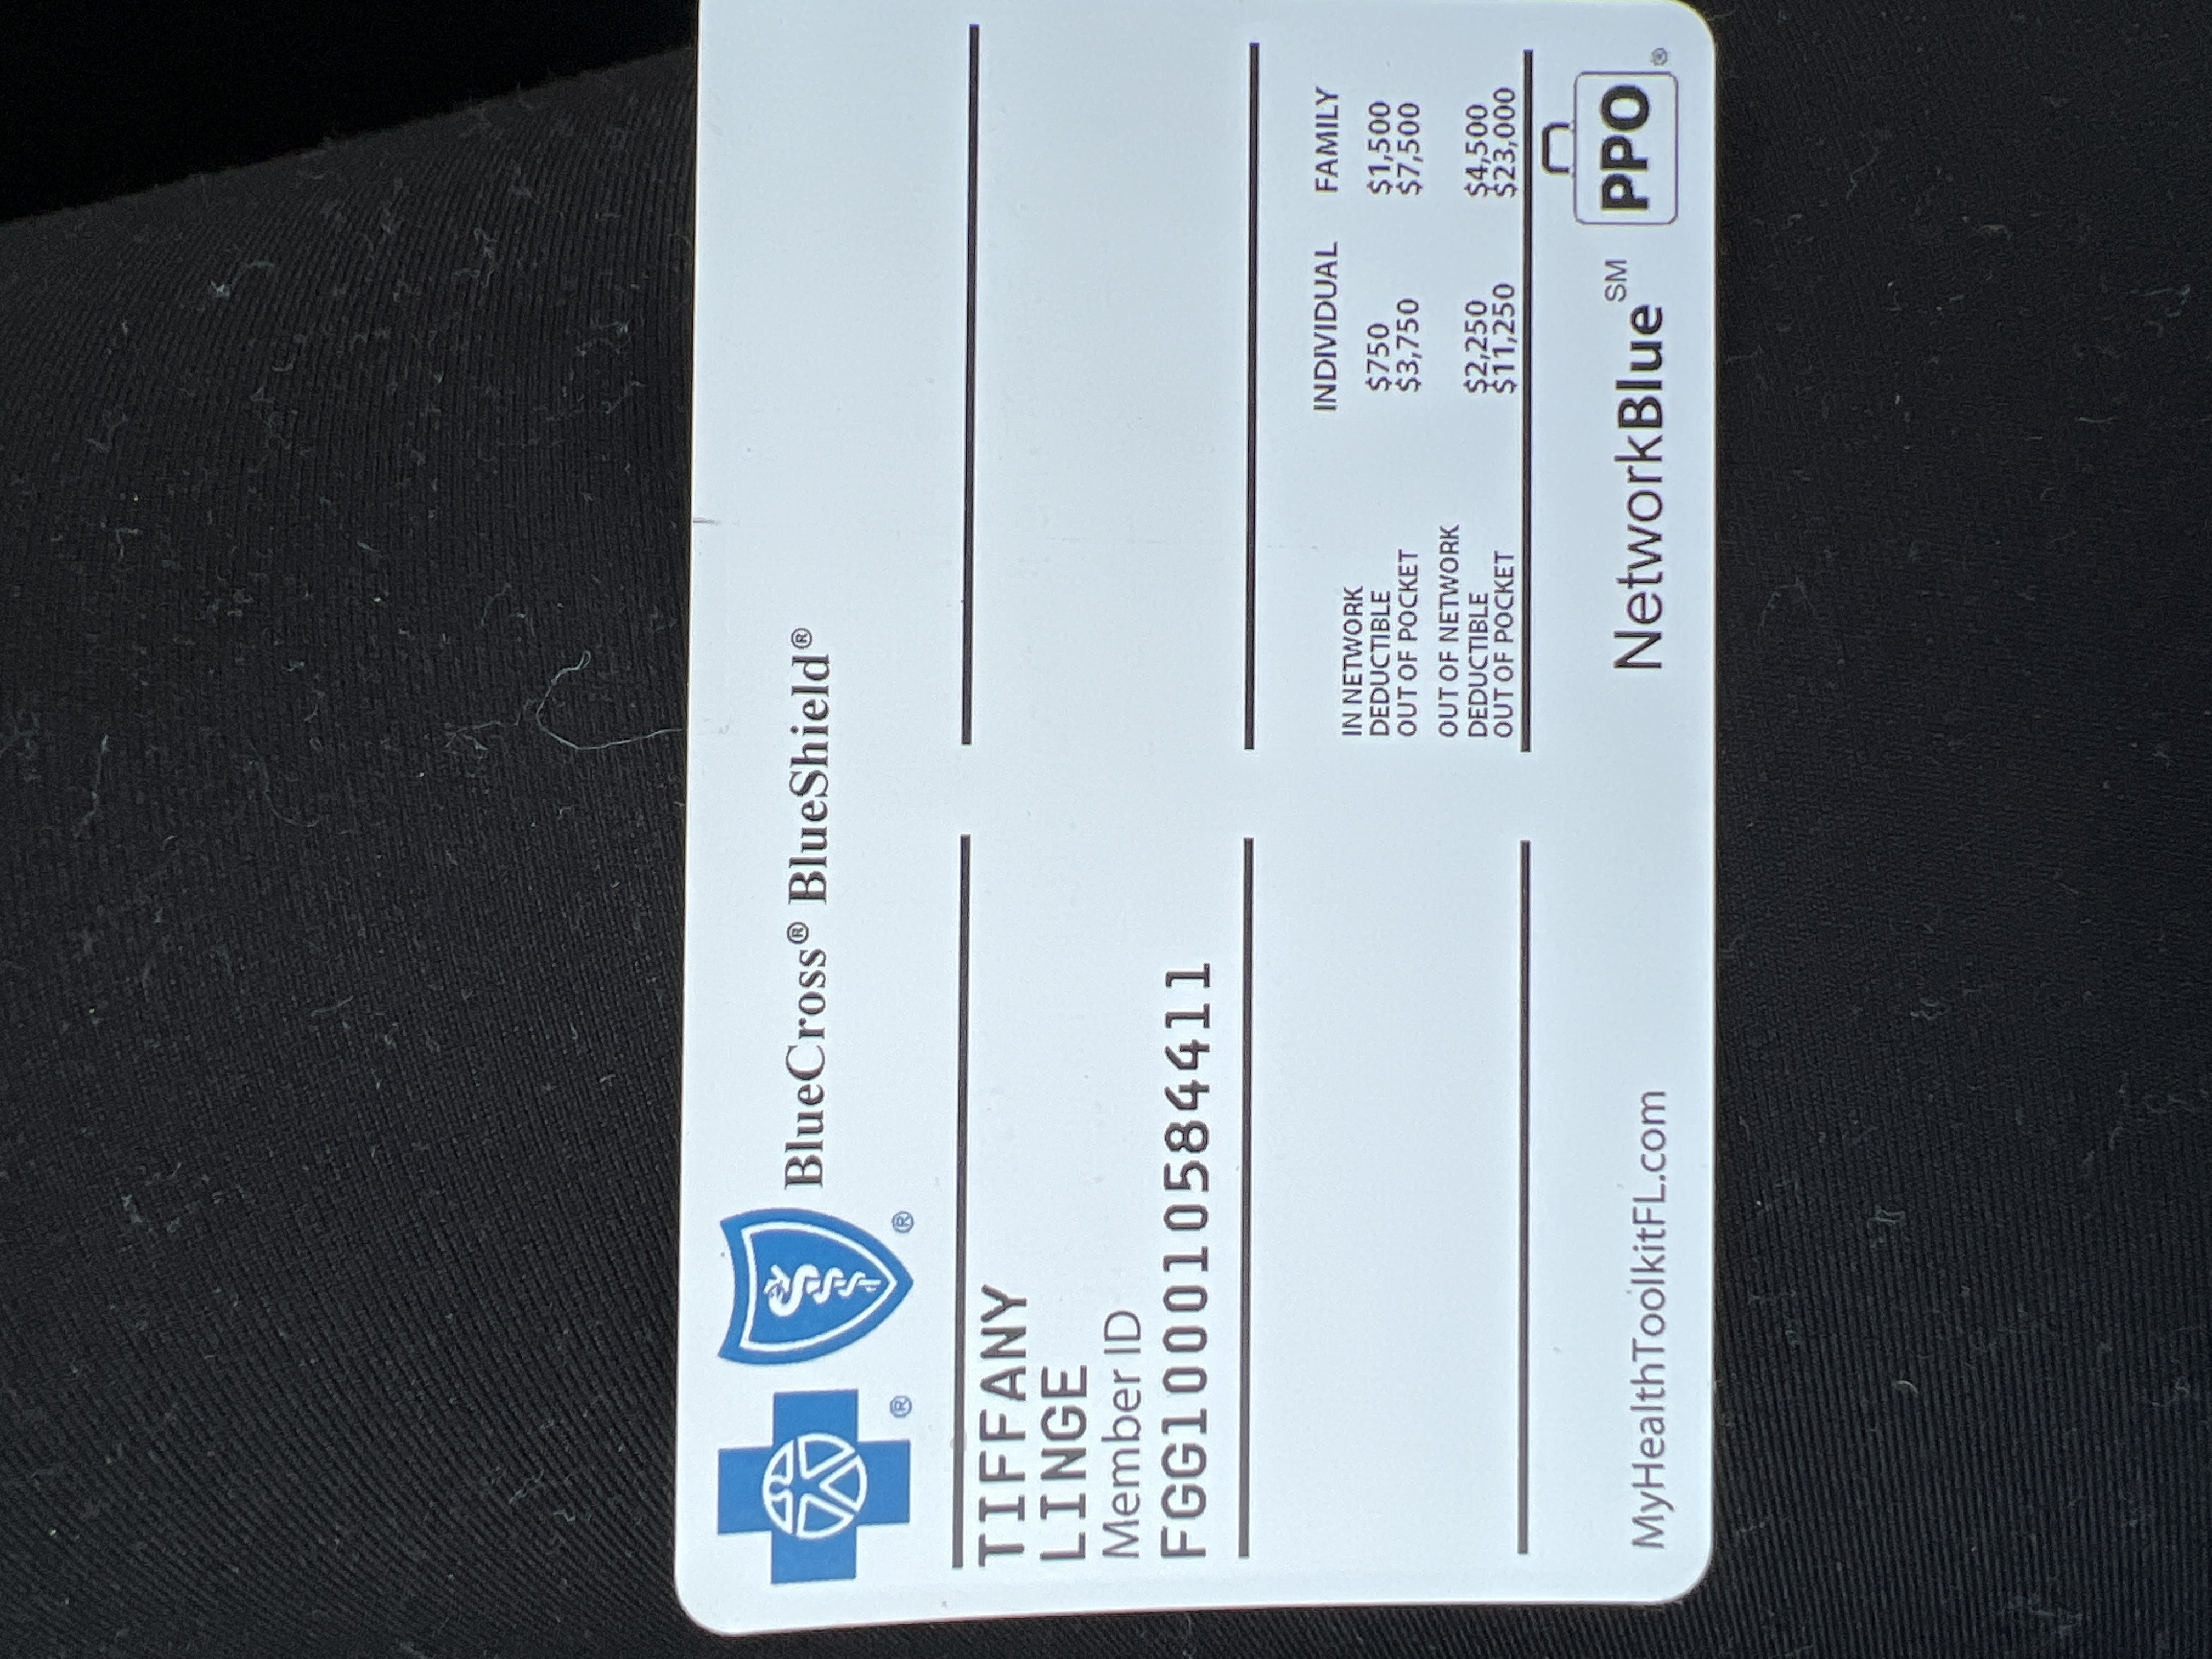 BlueCross® BlueShield®
®
®
TIFFANY
LINGE
Member ID
FGG100010584411
INDIVIDUAL FAMILY
IN NETWORK
DEDUCTIBLE $750 $1,500
OUT OF POCKET $3,750 $7,500
OUT OF NETWORK
DEDUCTIBLE $2,250 $4,500
OUT OF POCKET $11,250 $23,000
MyHealthToolkitFL.com
NetworkBlue℠ PPO®